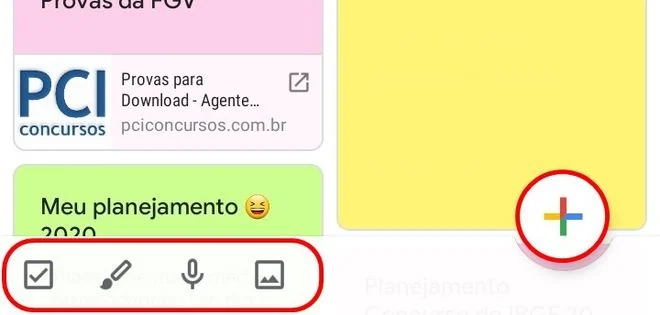 Provas da FGV
PCI
concursos
Provas para
Download - Agente...
pciconcursos.com.br
Meu planejamento 😆
2020
Planejamento
Concurso do IBGE 20